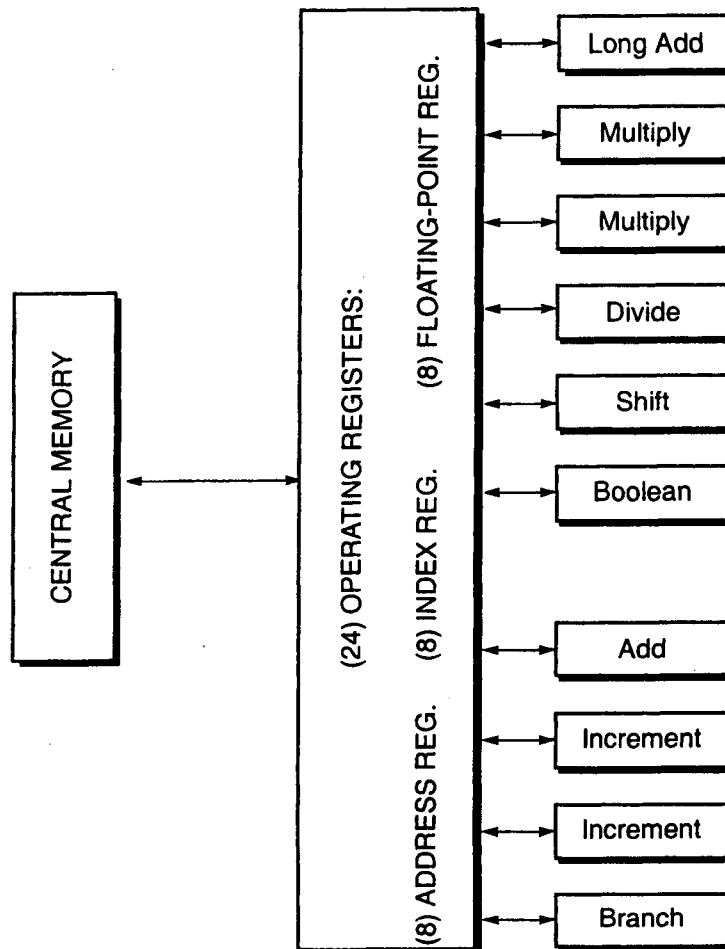 CENTRAL MEMORY
(24) OPERATING REGISTERS:
(8) ADDRESS REG.
(8) INDEX REG.
(8) FLOATING-POINT REG.
Long Add
Multiply
Multiply
Divide
Shift
Boolean
Add
Increment
Increment
Branch